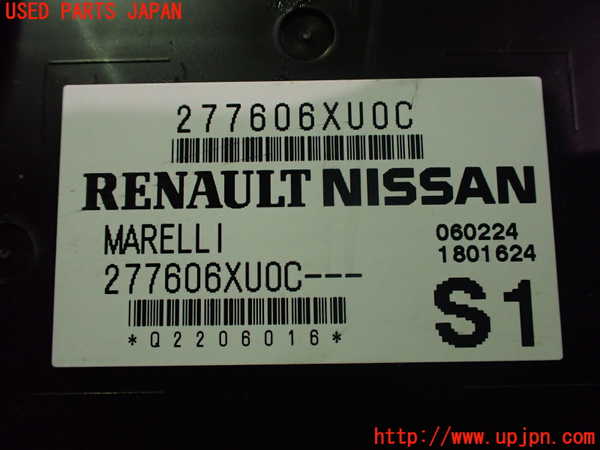 USED PARTS JAPAN
277606XU0C
RENAULT NISSAN
MARELLI
060224
1801624
277606XU0C---
S1
*Q2206016*
http://www.upjpn.com